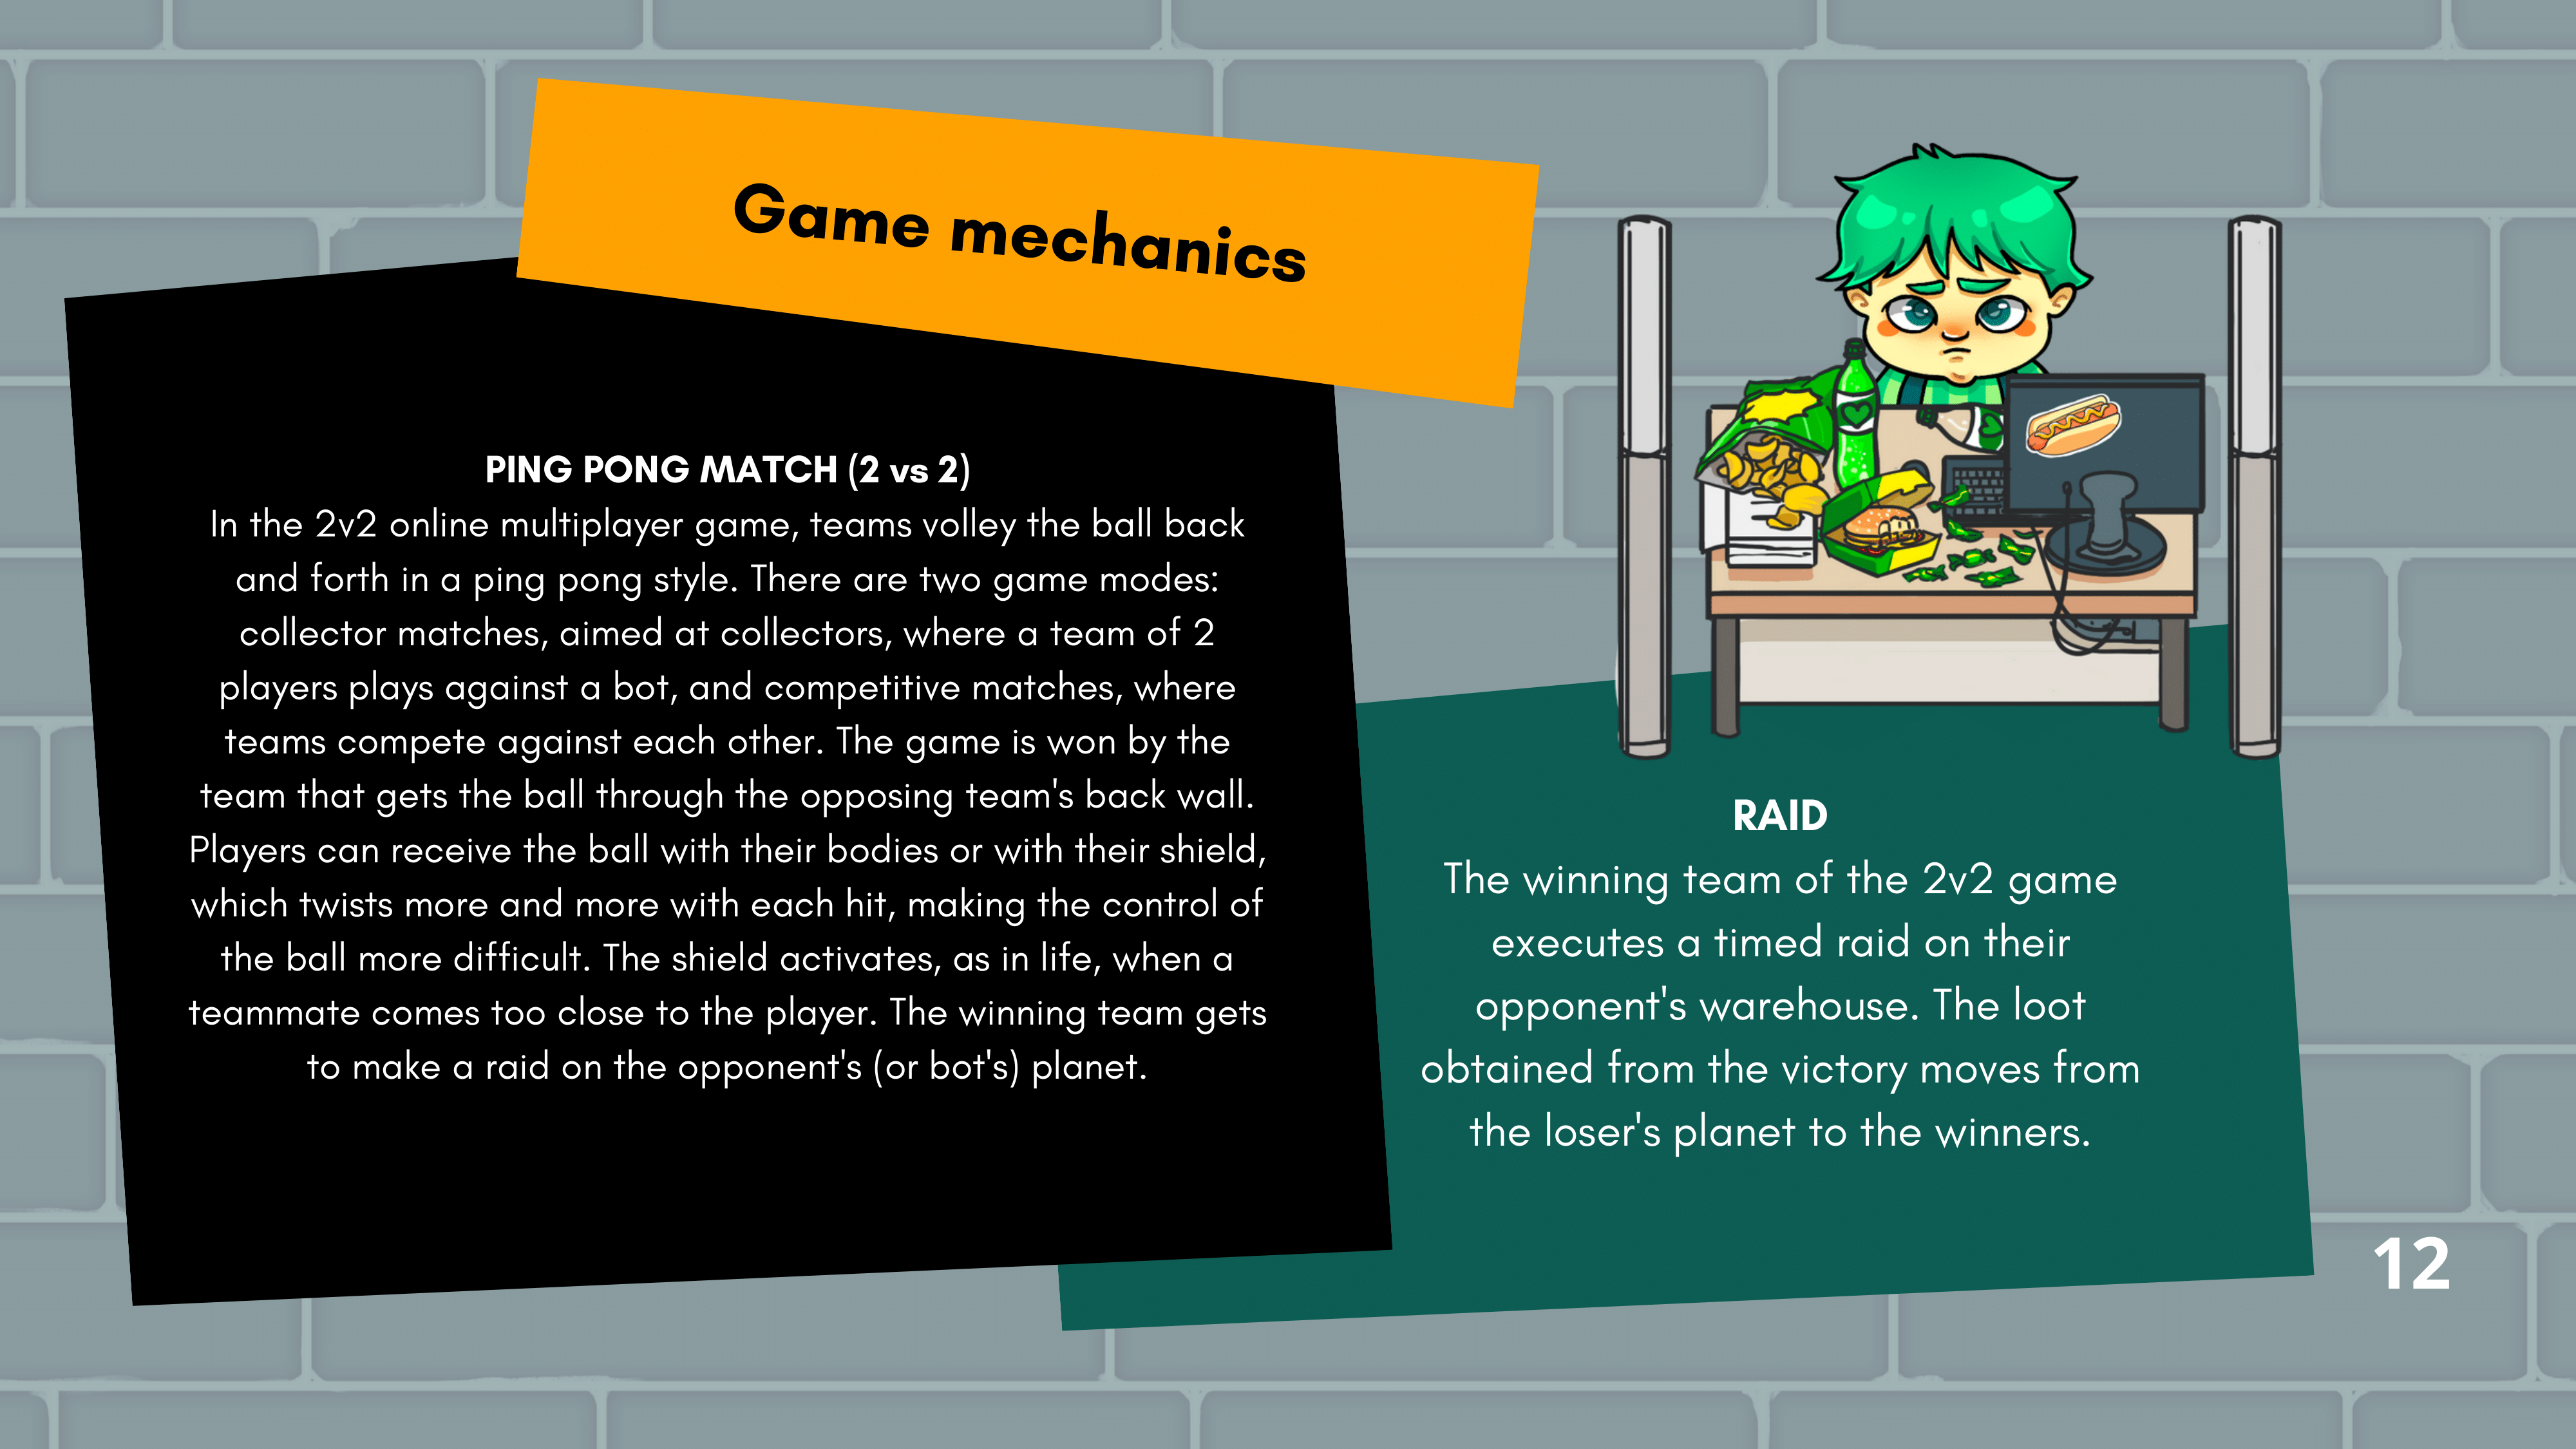 Game mechanics
PING PONG MATCH (2 vs 2)
In the 2v2 online multiplayer game, teams volley the ball back
and forth in a ping pong style. There are two game modes:
collector matches, aimed at collectors, where a team of 2
players plays against a bot, and competitive matches, where
teams compete against each other. The game is won by the
team that gets the ball through the opposing team's back wall.
Players can receive the ball with their bodies or with their shield,
which twists more and more with each hit, making the control of
the ball more difficult. The shield activates, as in life, when a
teammate comes too close to the player. The winning team gets
to make a raid on the opponent's (or bot's) planet.
RAID
The winning team of the 2v2 game
executes a timed raid on their
opponent's warehouse. The loot
obtained from the victory moves from
the loser's planet to the winners.
12